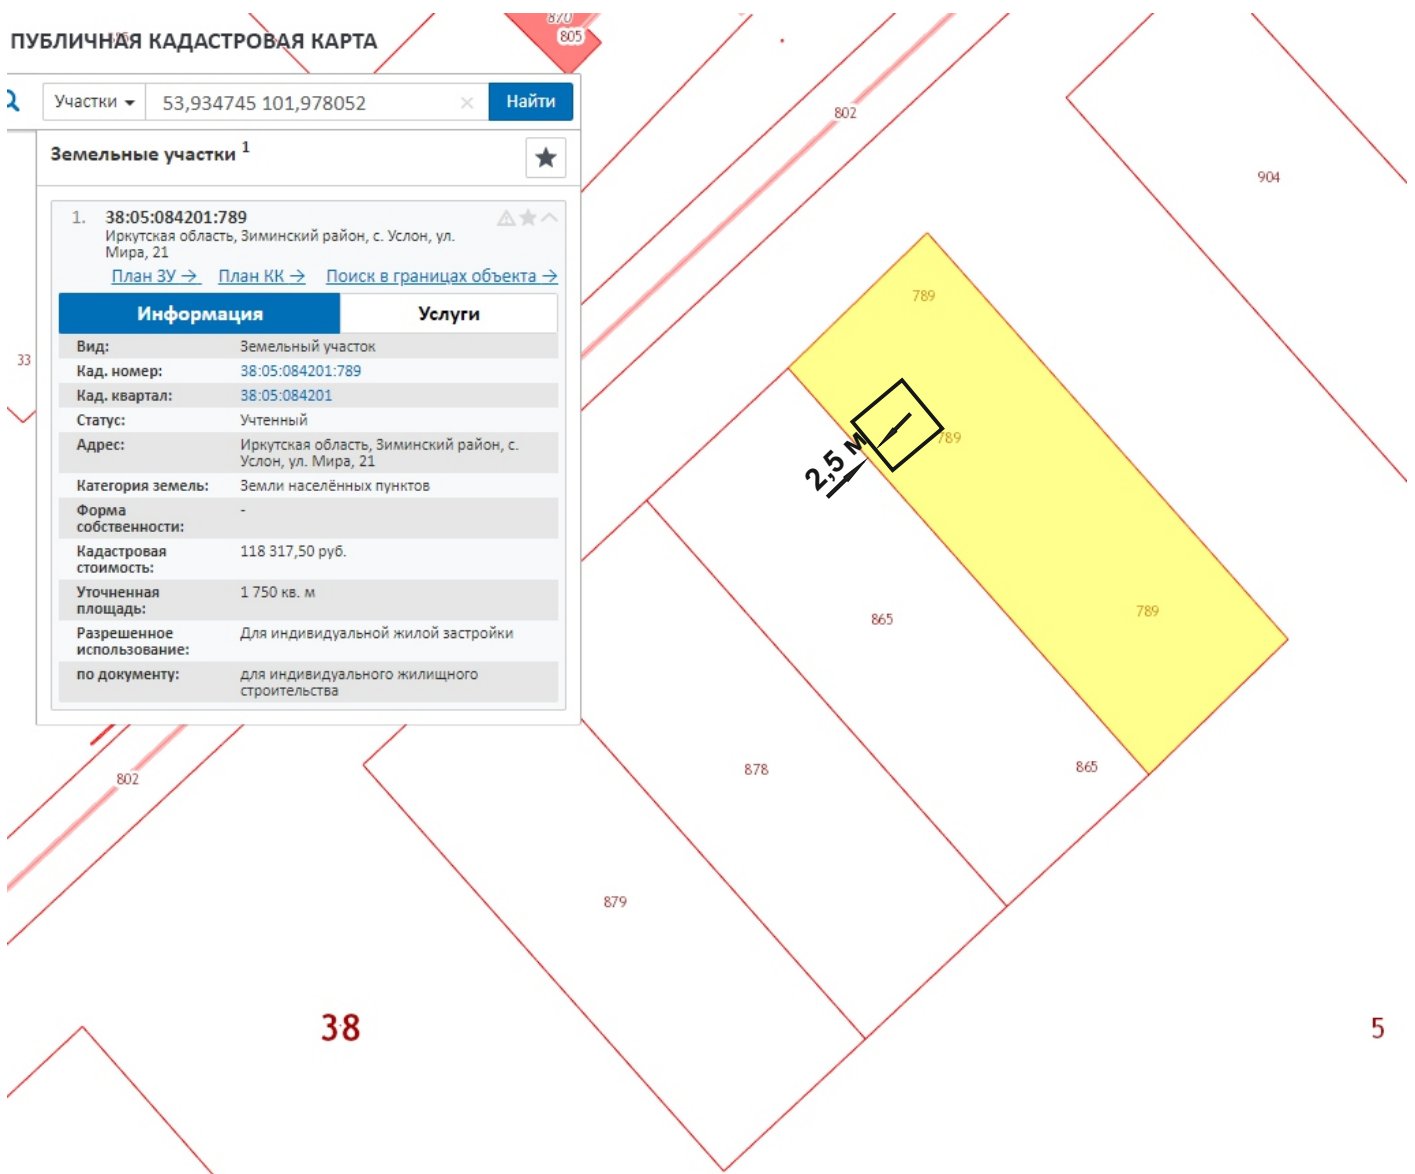 870
805
ПУБЛИЧНАЯ КАДАСТРОВАЯ КАРТА
Участки
53,934745 101,978052
×
Найти
Земельные участки 1
1. 38:05:084201:789
Иркутская область, Зиминский район, с. Услон, ул.
Мира, 21
План ЗУ →
План КК →
Поиск в границах объекта →
Информация
Услуги
Вид: Земельный участок
Кад. номер: 38:05:084201:789
Кад. квартал: 38:05:084201
Статус: Учтенный
Адрес: Иркутская область, Зиминский район, с.
Услон, ул. Мира, 21
Категория земель: Земли населённых пунктов
Форма
собственности: -
Кадастровая
стоимость: 118 317,50 руб.
Уточненная
площадь: 1 750 кв. м
Разрешенное
использование: Для индивидуальной жилой застройки
по документу: для индивидуального жилищного
строительства
802
904
789
33
789
2,5 м
789
865
865
878
802
879
38
5